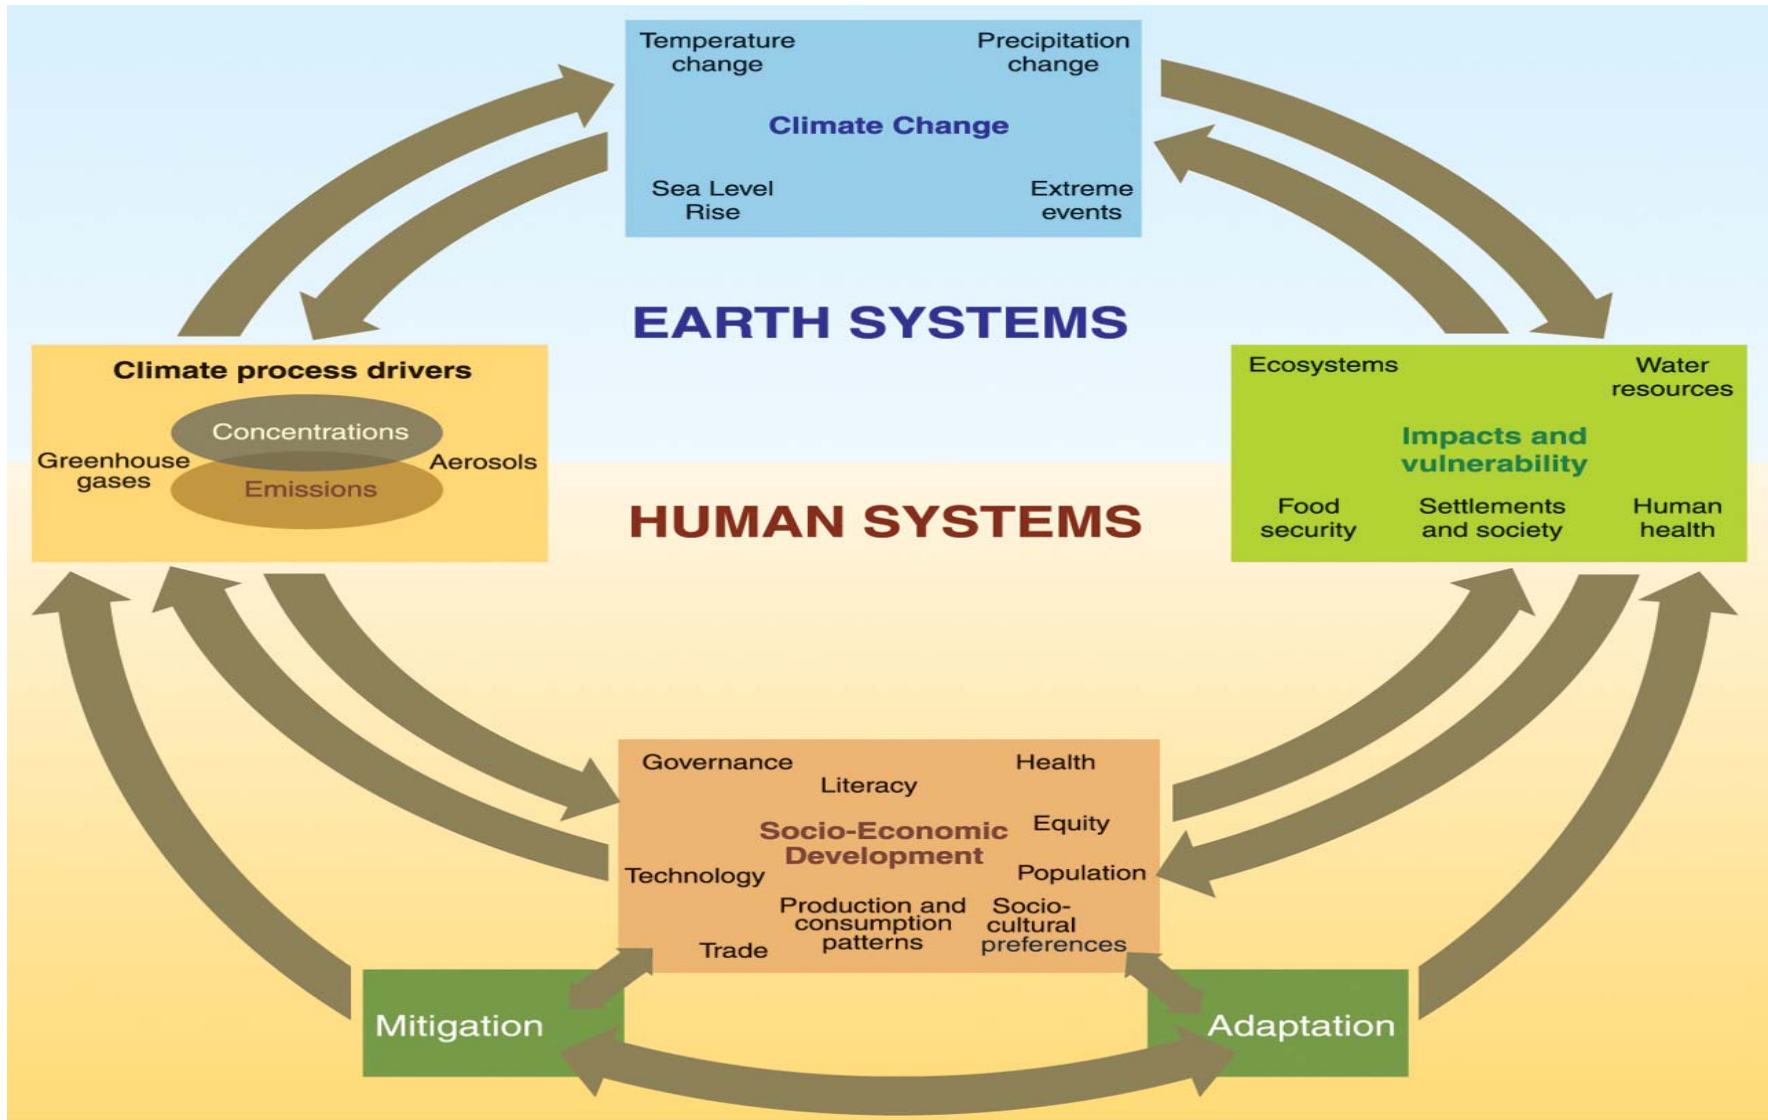 Temperature
change
Precipitation
change
Climate Change
Sea Level
Rise
Extreme
events
EARTH SYSTEMS
Climate process drivers
Concentrations
Greenhouse
gases
Aerosols
Emissions
Ecosystems
Water
resources
Impacts and
vulnerability
Food
security
Settlements
and society
Human
health
HUMAN SYSTEMS
Governance
Literacy
Health
Socio-Economic
Development
Equity
Technology
Population
Production and
consumption
patterns
Socio-
cultural
preferences
Trade
Mitigation
Adaptation